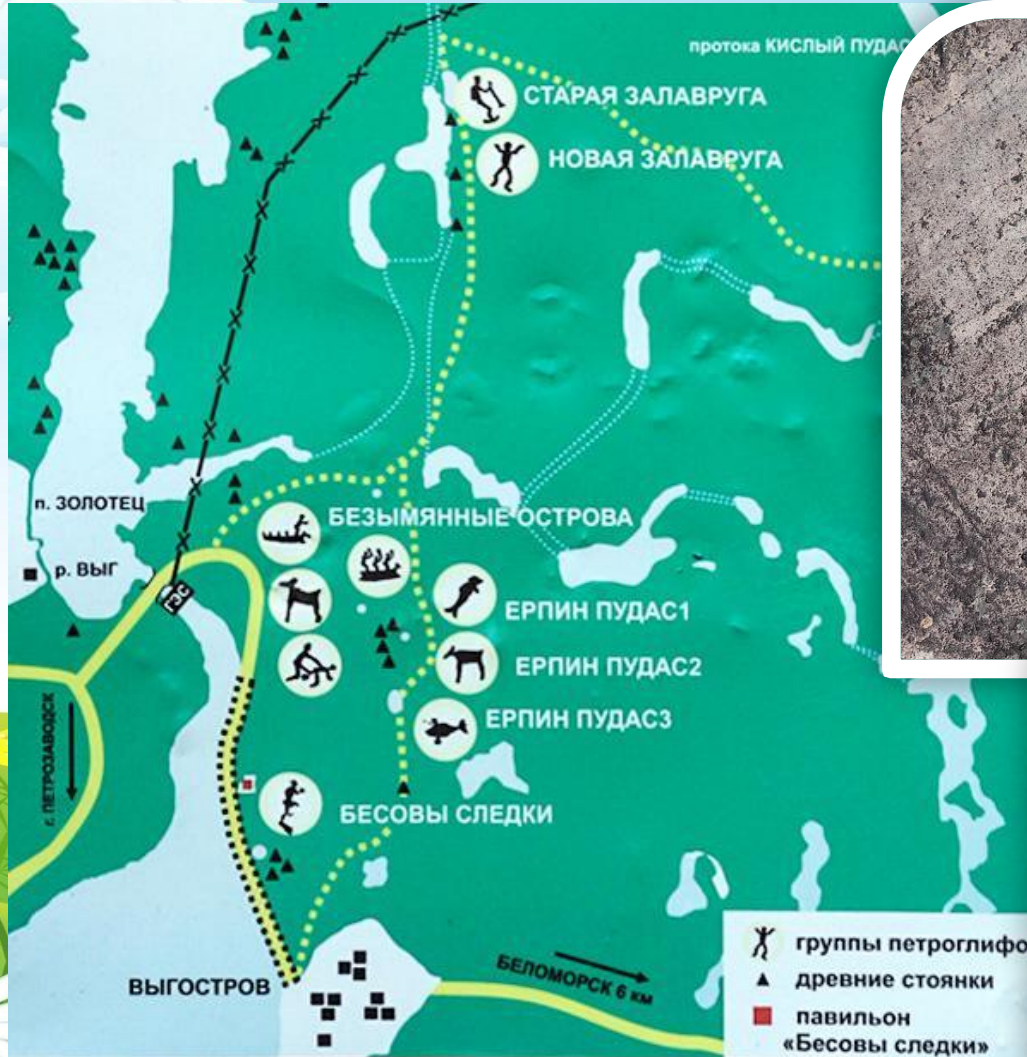 протока КИСЛЫЙ ПУДАС
СТАРАЯ ЗАЛАВРУГА
НОВАЯ ЗАЛАВРУГА
п. ЗОЛОТЕЦ
БЕЗЫМЯННЫЕ ОСТРОВА
р. ВЫГ
ГЭС
ЕРПИН ПУДАС1
ЕРПИН ПУДАС2
ЕРПИН ПУДАС3
г. ПЕТРОЗАВОДСК
БЕСОВЫ СЛЕДКИ
ВЫГОСТРОВ
БЕЛОМОРСК 6 км
группы петроглифо
древние стоянки
павильон
«Бесовы следки»